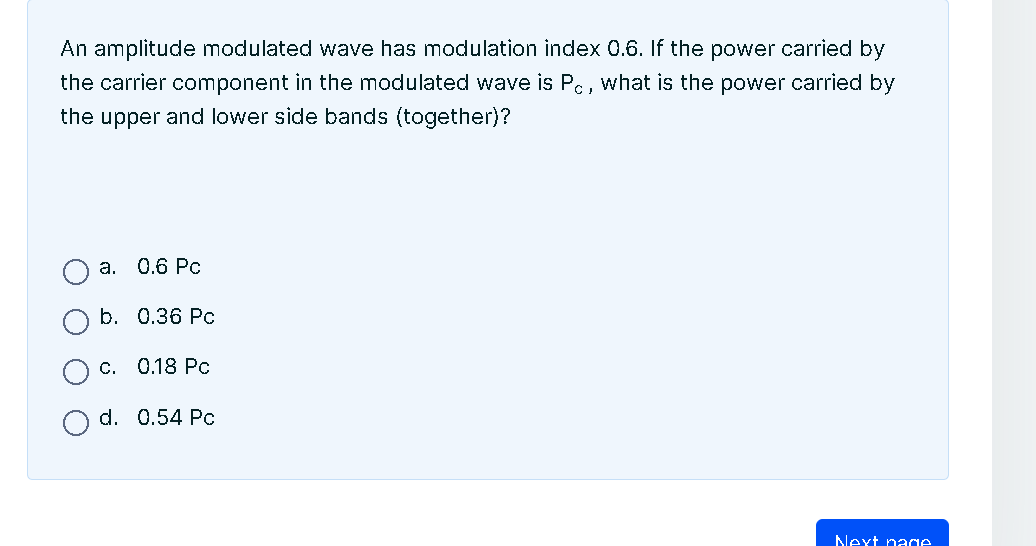 An amplitude modulated wave has modulation index 0.6. If the power carried by
the carrier component in the modulated wave is Pc , what is the power carried by
the upper and lower side bands (together)?
a. 0.6 Pc
b. 0.36 Pc
c. 0.18 Pc
d. 0.54 Pc
Next page